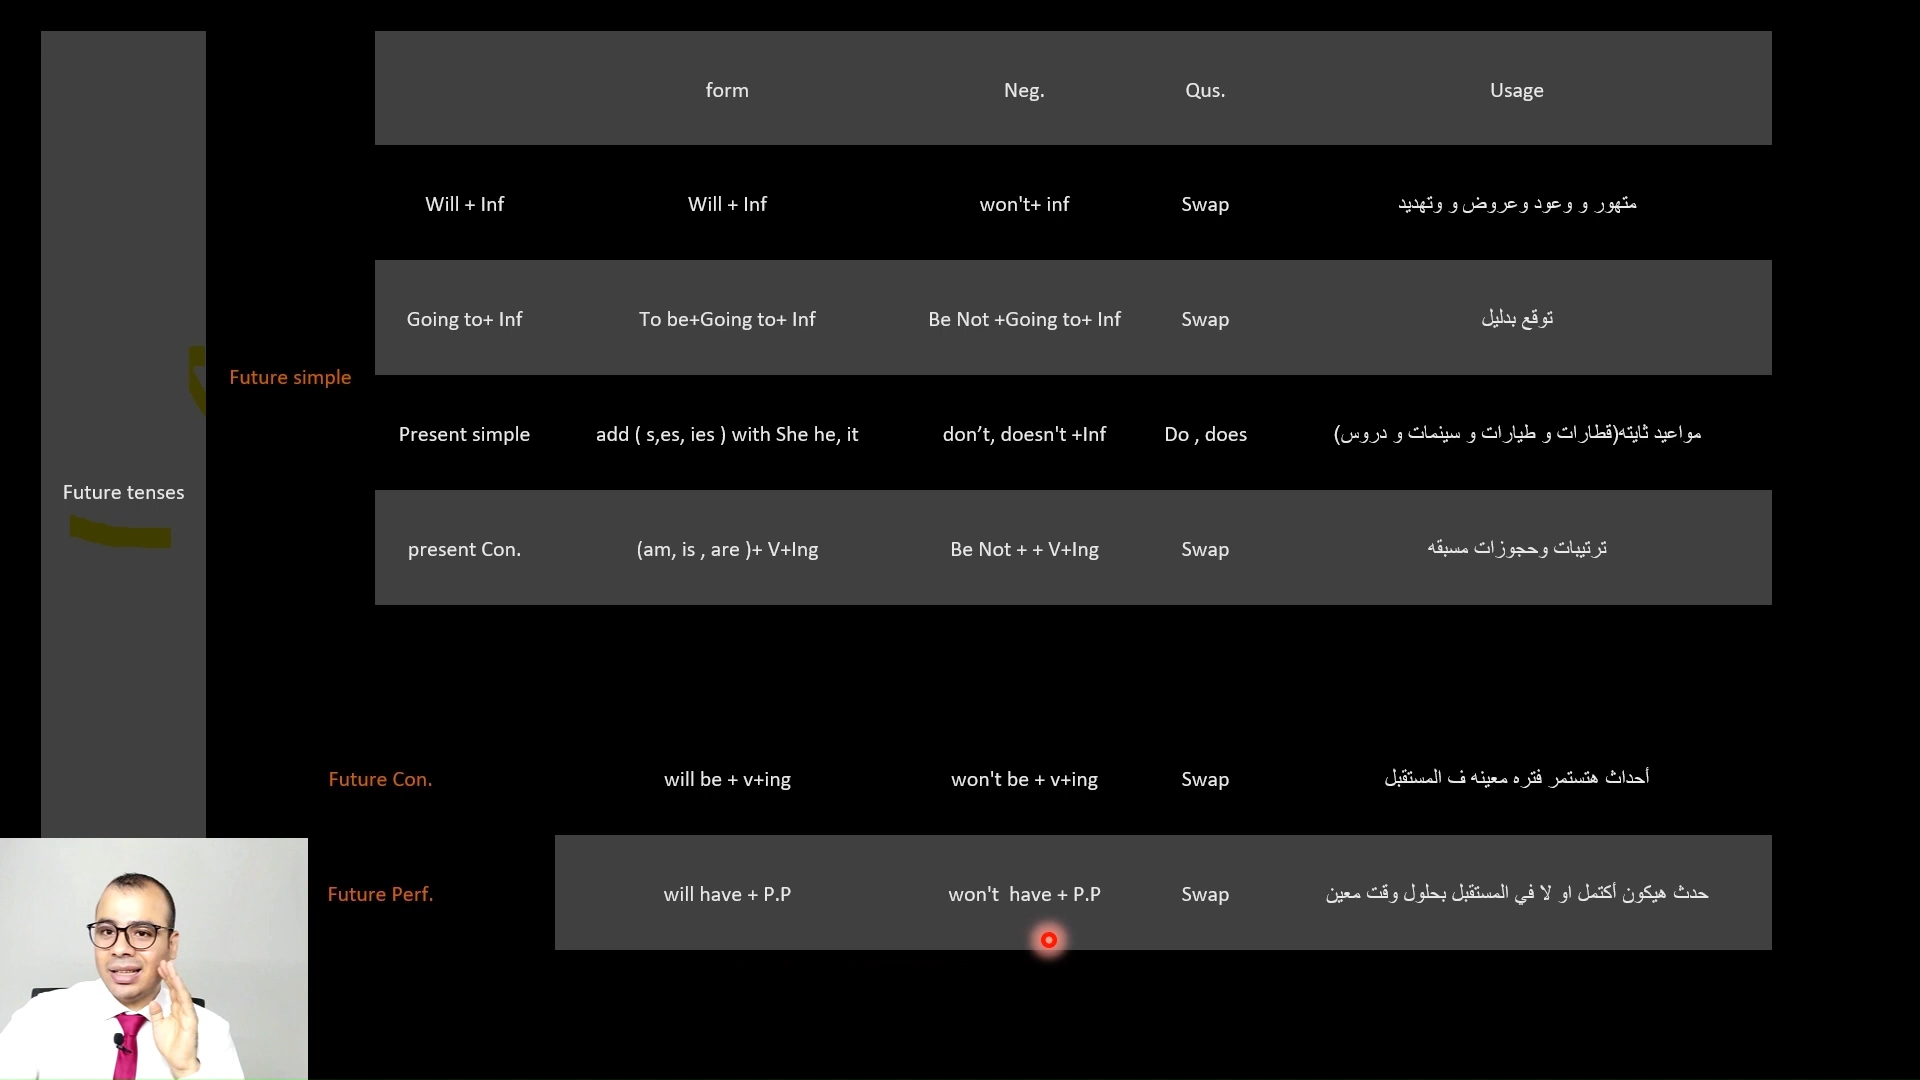 form Neg. Qus. Usage
Will + Inf Will + Inf won't+ inf Swap متهور و وعود وعروض و وتهديد
Going to+ Inf To be+Going to+ Inf Be Not +Going to+ Inf Swap توقع بدليل
Future simple
Present simple add ( s,es, ies ) with She he, it don’t, doesn't +Inf Do , does مواعيد ثايته(قطارات و طيارات و سينمات و دروس)
Future tenses
present Con. (am, is , are )+ V+Ing Be Not + + V+Ing Swap ترتيبات وحجوزات مسبقه
Future Con. will be + v+ing won't be + v+ing Swap أحداث هتستمر فتره معينه ف المستقبل
Future Perf. will have + P.P won't have + P.P Swap حدث هيكون أكتمل او لا في المستقبل بحلول وقت معين